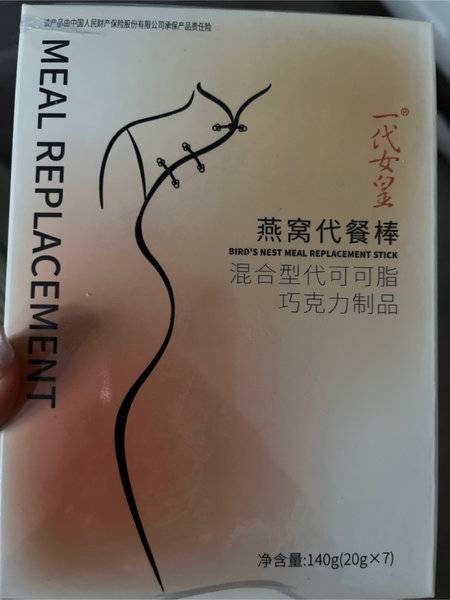 该产品由中国人民财产保险股份有限公司承保产品责任险
MEAL REPLACEMENT
一代女皇®
燕窝代餐棒
BIRD'S NEST MEAL REPLACEMENT STICK
混合型代可可脂
巧克力制品
净含量:140g(20g×7)